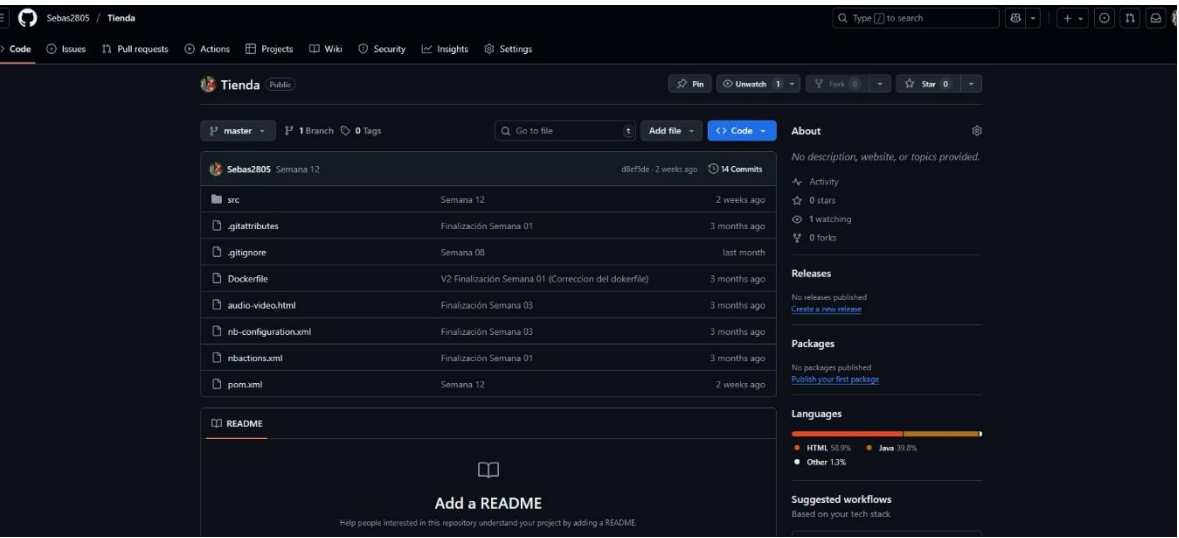 Sebas2805 / Tienda
Type / to search
Code Issues Pull requests Actions Projects Wiki Security Insights Settings
Tienda Public
Pin Unwatch 1 Fork 0 Star 0
master 1 Branch 0 Tags Go to file t Add file Code
Sebas2805 Semana 12 d8ef5de · 2 weeks ago 14 Commits
src Semana 12 2 weeks ago
.gitattributes Finalización Semana 01 3 months ago
.gitignore Semana 08 last month
Dockerfile V2 Finalización Semana 01 (Correccion del dokerfile) 3 months ago
audio-video.html Finalización Semana 03 3 months ago
nb-configuration.xml Finalización Semana 03 3 months ago
nbactions.xml Finalización Semana 01 3 months ago
pom.xml Semana 12 2 weeks ago
README
Add a README
Help people interested in this repository understand your project by adding a README.
About
No description, website, or topics provided.
Activity
0 stars
1 watching
0 forks
Releases
No releases published
Create a new release
Packages
No packages published
Publish your first package
Languages
HTML 58.9% Java 39.8%
Other 1.3%
Suggested workflows
Based on your tech stack